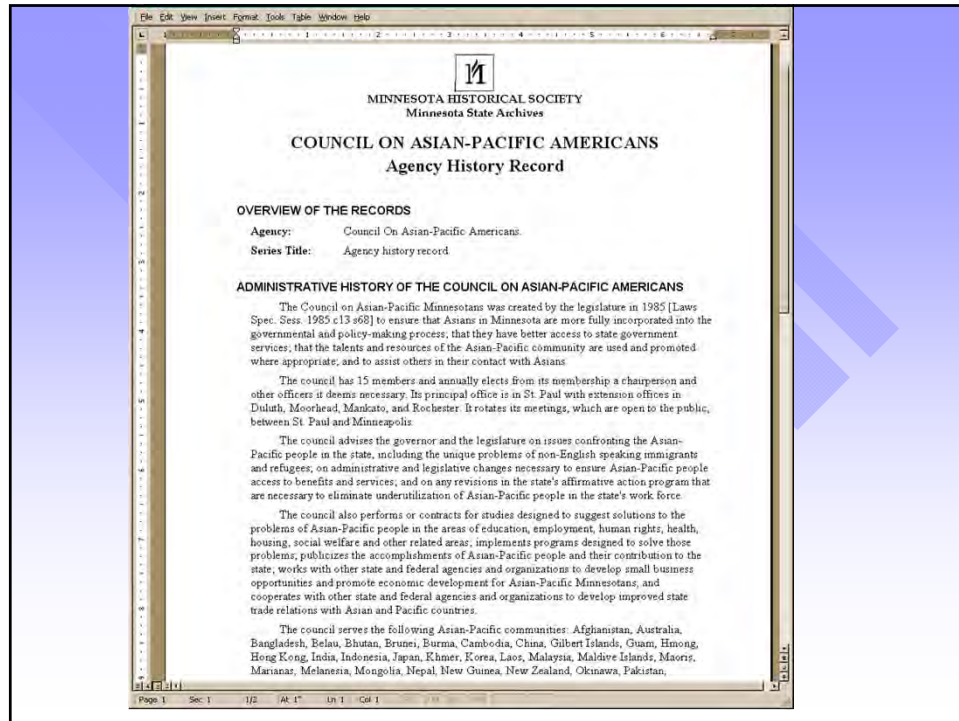 File Edit View Insert Format Tools Table Window Help
1 2 3 4 5 6
MINNESOTA HISTORICAL SOCIETY
Minnesota State Archives
COUNCIL ON ASIAN-PACIFIC AMERICANS
Agency History Record
OVERVIEW OF THE RECORDS
Agency: Council On Asian-Pacific Americans.
Series Title: Agency history record
ADMINISTRATIVE HISTORY OF THE COUNCIL ON ASIAN-PACIFIC AMERICANS
The Council on Asian-Pacific Minnesotans was created by the legislature in 1985 [Laws
Spec. Sess. 1985 c13 s68] to ensure that Asians in Minnesota are more fully incorporated into the
governmental and policy-making process; that they have better access to state government
services; that the talents and resources of the Asian-Pacific community are used and promoted
where appropriate; and to assist others in their contact with Asians.
The council has 15 members and annually elects from its membership a chairperson and
other officers it deems necessary. Its principal office is in St. Paul with extension offices in
Duluth, Moorhead, Mankato, and Rochester. It rotates its meetings, which are open to the public,
between St. Paul and Minneapolis.
The council advises the governor and the legislature on issues confronting the Asian-
Pacific people in the state, including the unique problems of non-English speaking immigrants
and refugees; on administrative and legislative changes necessary to ensure Asian-Pacific people
access to benefits and services; and on any revisions in the state's affirmative action program that
are necessary to eliminate underutilization of Asian-Pacific people in the state's work force.
The council also performs or contracts for studies designed to suggest solutions to the
problems of Asian-Pacific people in the areas of education, employment, human rights, health,
housing, social welfare and other related areas; implements programs designed to solve those
problems; publicizes the accomplishments of Asian-Pacific people and their contribution to the
state; works with other state and federal agencies and organizations to develop small business
opportunities and promote economic development for Asian-Pacific Minnesotans; and
cooperates with other state and federal agencies and organizations to develop improved state
trade relations with Asian and Pacific countries.
The council serves the following Asian-Pacific communities: Afghanistan, Australia,
Bangladesh, Belau, Bhutan, Brunei, Burma, Cambodia, China, Gilbert Islands, Guam, Hmong,
Hong Kong, India, Indonesia, Japan, Khmer, Korea, Laos, Malaysia, Maldive Islands, Maoris,
Marianas, Melanesia, Mongolia, Nepal, New Guinea, New Zealand, Okinawa, Pakistan,
Page 1 Sec 1 1/2 At 1" Ln 1 Col 1